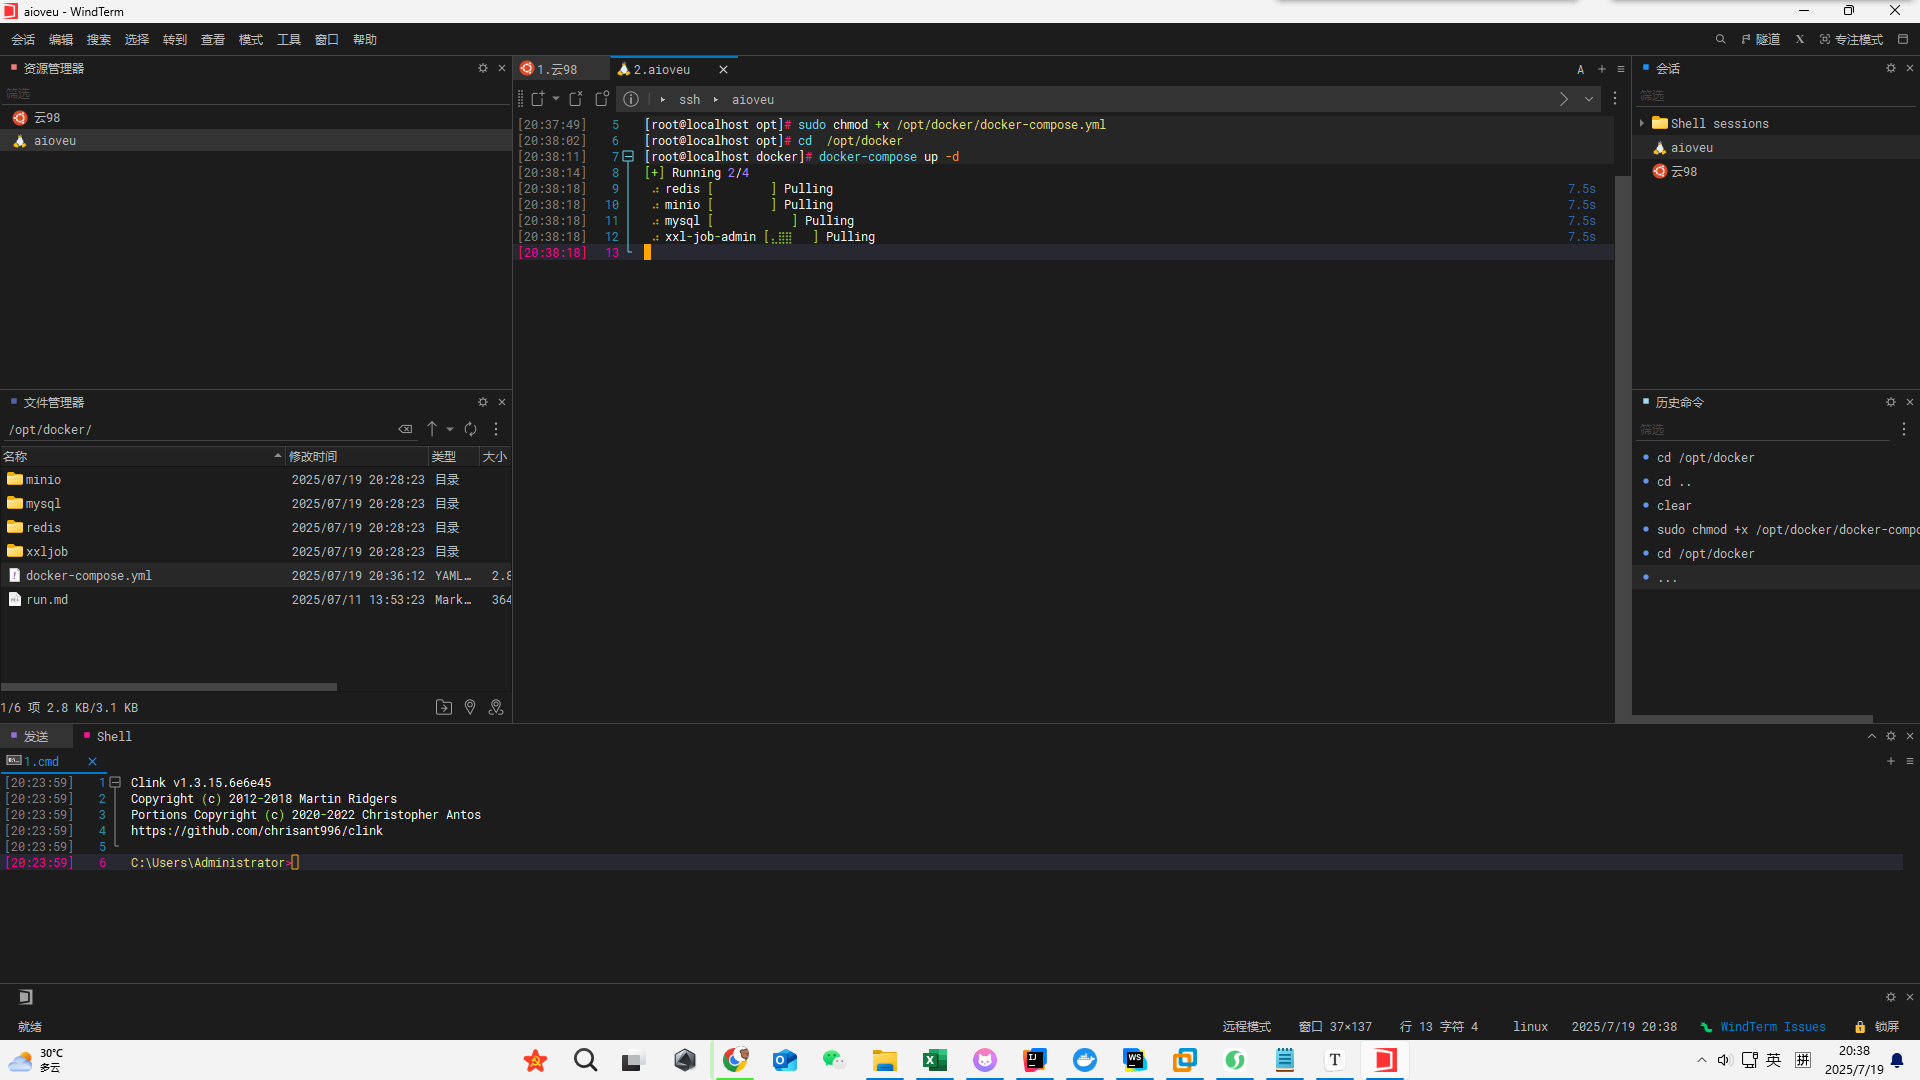 aioveu - WindTerm
会话 编辑 搜索 选择 转到 查看 模式 工具 窗口 帮助
隧道 X 专注模式
资源管理器
筛选
云98
aioveu
1.云98 2.aioveu
A
ssh aioveu
[20:37:49] 5 [root@localhost opt]# sudo chmod +x /opt/docker/docker-compose.yml
[20:38:02] 6 [root@localhost opt]# cd  /opt/docker
[20:38:11] 7 [root@localhost docker]# docker-compose up -d
[20:38:14] 8 [+] Running 2/4
[20:38:18] 9 redis [ ] Pulling 7.5s
[20:38:18] 10 minio [ ] Pulling 7.5s
[20:38:18] 11 mysql [ ] Pulling 7.5s
[20:38:18] 12 xxl-job-admin [ ] Pulling 7.5s
[20:38:18] 13
会话
筛选
Shell sessions
aioveu
云98
文件管理器
/opt/docker/
名称 修改时间 类型 大小
minio 2025/07/19 20:28:23 目录
mysql 2025/07/19 20:28:23 目录
redis 2025/07/19 20:28:23 目录
xxljob 2025/07/19 20:28:23 目录
docker-compose.yml 2025/07/19 20:36:12 YAML… 2.8
run.md 2025/07/11 13:53:23 Mark… 364
1/6 项 2.8 KB/3.1 KB
历史命令
筛选
cd /opt/docker
cd ..
clear
sudo chmod +x /opt/docker/docker-compo
cd /opt/docker
...
发送 Shell
1.cmd
[20:23:59] 1 Clink v1.3.15.6e6e45
[20:23:59] 2 Copyright (c) 2012-2018 Martin Ridgers
[20:23:59] 3 Portions Copyright (c) 2020-2022 Christopher Antos
[20:23:59] 4 https://github.com/chrisant996/clink
[20:23:59] 5
[20:23:59] 6 C:\Users\Administrator>
就绪 远程模式 窗口 37×137 行 13 字符 4 linux 2025/7/19 20:38 WindTerm Issues 锁屏
30℃
多云
英 拼
20:38
2025/7/19